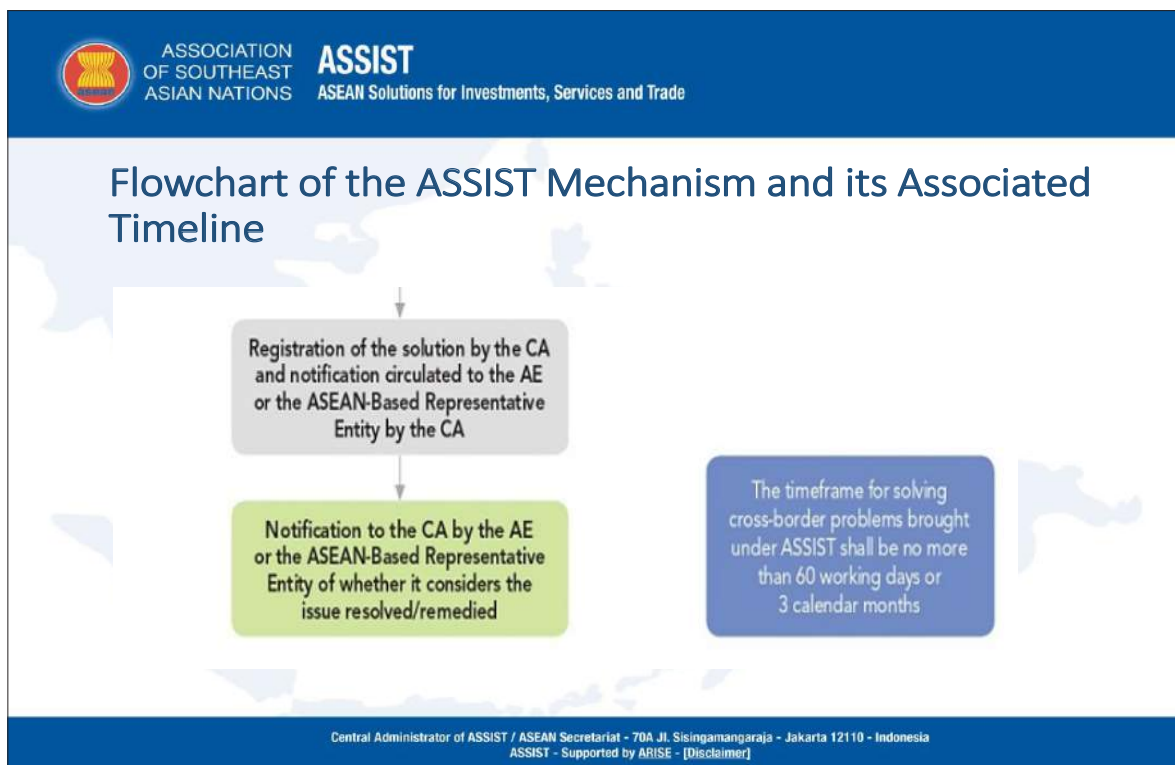 ASSOCIATION
OF SOUTHEAST
ASIAN NATIONS
ASSIST
ASEAN Solutions for Investments, Services and Trade
asean
Flowchart of the ASSIST Mechanism and its Associated
Timeline
Registration of the solution by the CA
and notification circulated to the AE
or the ASEAN-Based Representative
Entity by the CA
Notification to the CA by the AE
or the ASEAN-Based Representative
Entity of whether it considers the
issue resolved/remedied
The timeframe for solving
cross-border problems brought
under ASSIST shall be no more
than 60 working days or
3 calendar months
Central Administrator of ASSIST / ASEAN Secretariat - 70A Jl. Sisingamangaraja - Jakarta 12110 - Indonesia
ASSIST - Supported by ARISE - [Disclaimer]